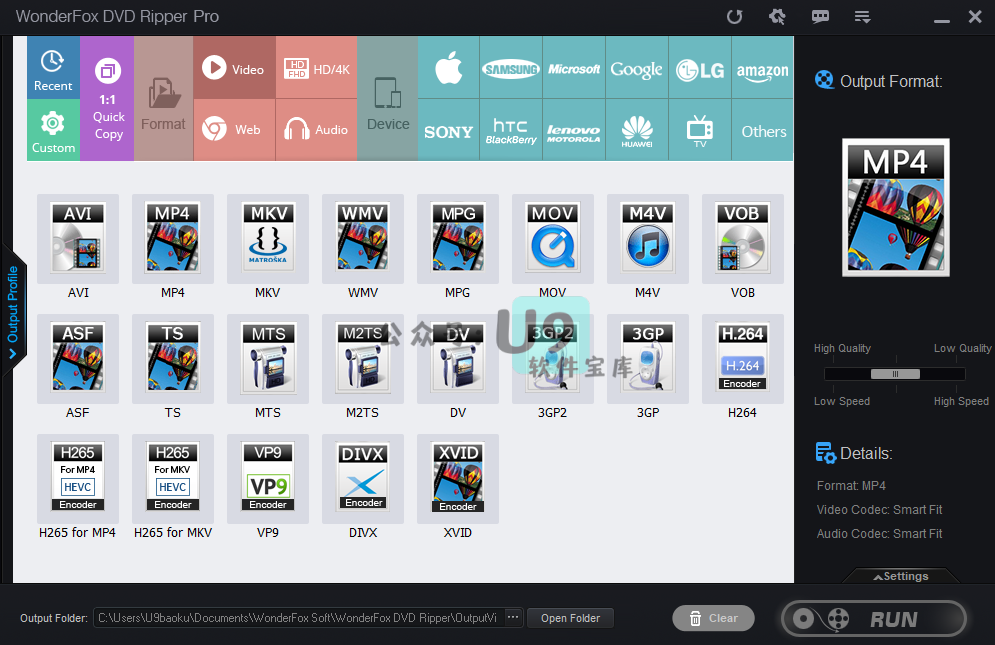 WonderFox DVD Ripper Pro
Recent
Custom
1:1
Quick
Copy
Format
Video
HD
FHD
HD/4K
Web
Audio
Device
SAMSUNG
Microsoft
Google
LG
amazon
SONY
hTC
BlackBerry
lenovo
MOTOROLA
HUAWEI
TV
Others
Output Profile
AVI
MP4
MKV
MATROŠKA
WMV
MPG
MOV
M4V
VOB
AVI
MP4
MKV
WMV
MPG
MOV
M4V
VOB
ASF
TS
MTS
M2TS
DV
3GP2
3GP
H.264
H.264
Encoder
ASF
TS
MTS
M2TS
DV
3GP2
3GP
H264
公众号
U9
软件宝库
H265
For MP4
HEVC
Encoder
H265
For MKV
HEVC
Encoder
VP9
VP9
Encoder
DIVX
Encoder
XVID
Encoder
H265 for MP4
H265 for MKV
VP9
DIVX
XVID
Output Format:
MP4
High Quality
Low Quality
Low Speed
High Speed
Details:
Format: MP4
Video Codec: Smart Fit
Audio Codec: Smart Fit
Settings
Output Folder:
C:\Users\U9baoku\Documents\WonderFox Soft\WonderFox DVD Ripper\OutputVi
...
Open Folder
Clear
RUN